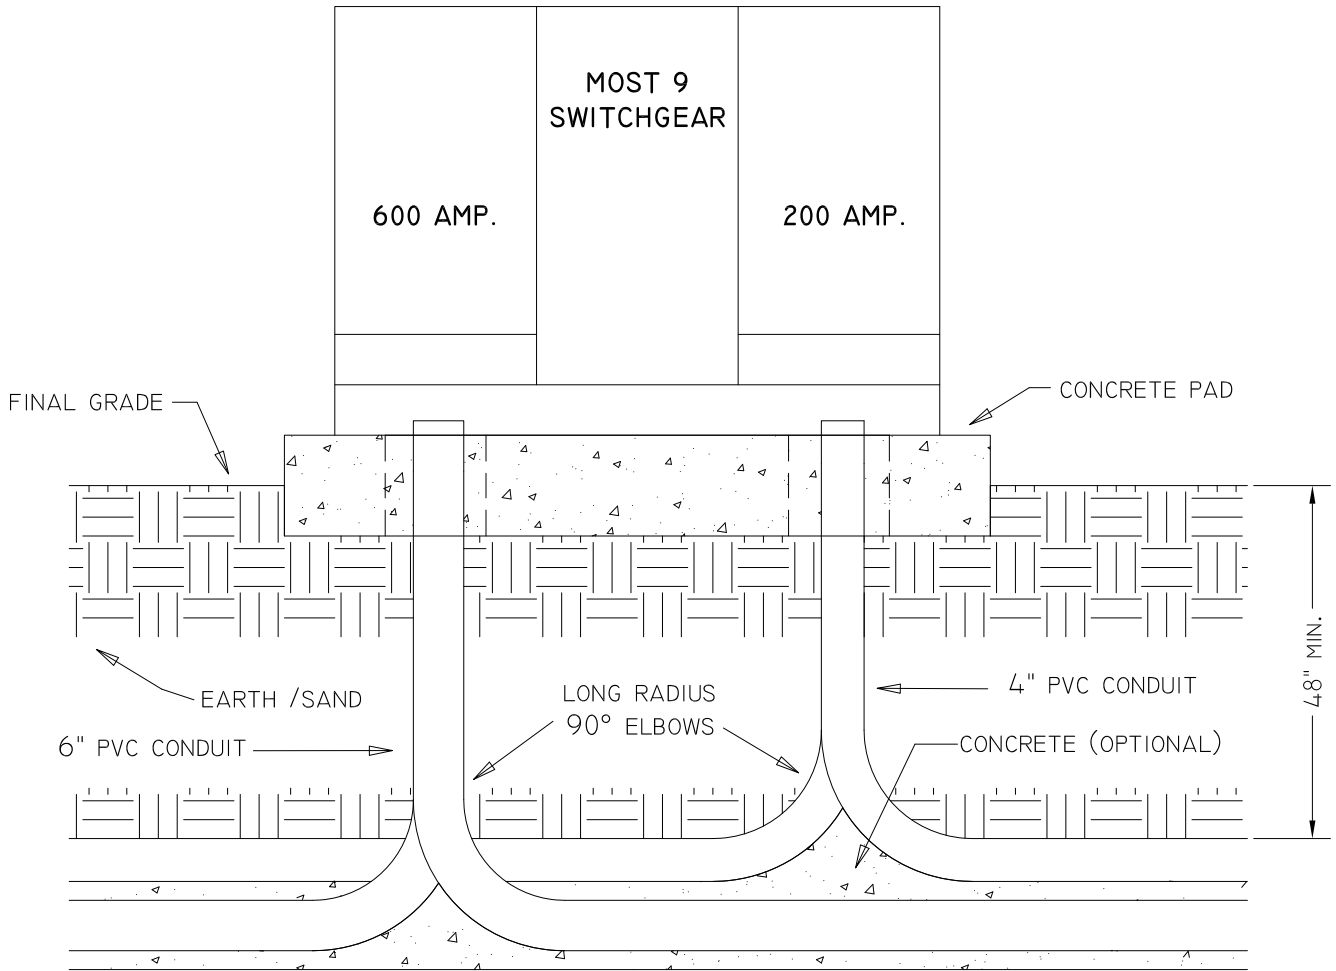 MOST 9
SWITCHGEAR
600 AMP.
200 AMP.
FINAL GRADE
CONCRETE PAD
EARTH /SAND
LONG RADIUS
90° ELBOWS
4" PVC CONDUIT
48" MIN.
6" PVC CONDUIT
CONCRETE (OPTIONAL)